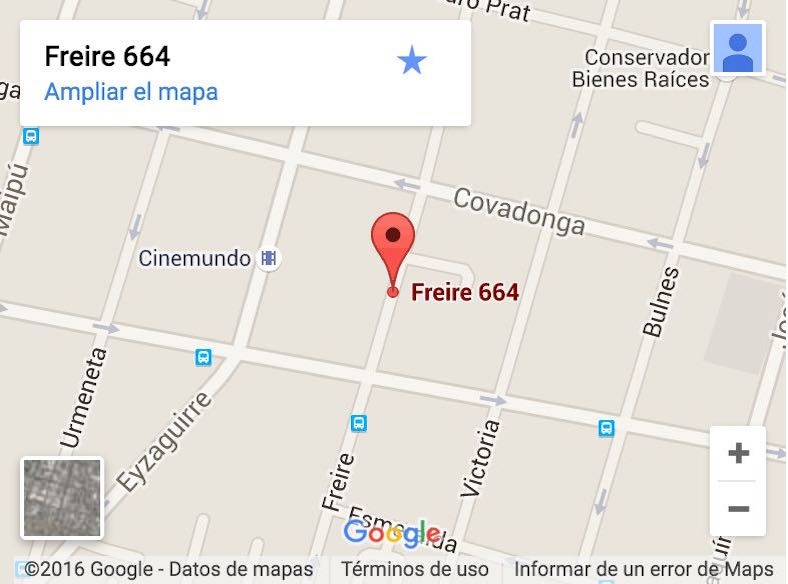 Prat
Freire 664
Ampliar el mapa
Conservador
Bienes Raíces
Maipú
Covadonga
Cinemundo
Freire 664
Bulnes
Urmeneta
Eyzaguirre
Freire
Victoria
Google
©2016 Google - Datos de mapas
Términos de uso
Informar de un error de Maps